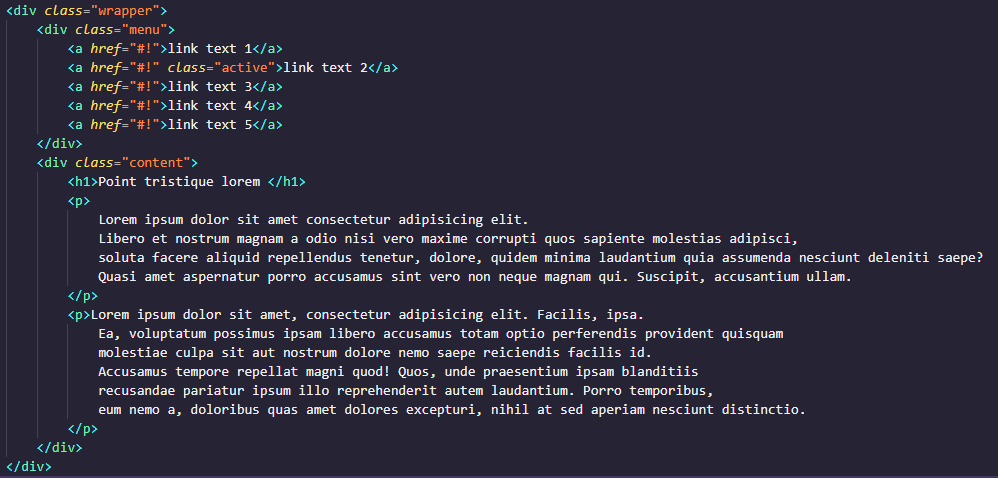 <div class="wrapper">
    <div class="menu">
        <a href="#!">link text 1</a>
        <a href="#!" class="active">link text 2</a>
        <a href="#!">link text 3</a>
        <a href="#!">link text 4</a>
        <a href="#!">link text 5</a>
    </div>
    <div class="content">
        <h1>Point tristique lorem </h1>
        <p>
            Lorem ipsum dolor sit amet consectetur adipisicing elit.
            Libero et nostrum magnam a odio nisi vero maxime corrupti quos sapiente molestias adipisci,
            soluta facere aliquid repellendus tenetur, dolore, quidem minima laudantium quia assumenda nesciunt deleniti saepe?
            Quasi amet aspernatur porro accusamus sint vero non neque magnam qui. Suscipit, accusantium ullam.
        </p>
        <p>Lorem ipsum dolor sit amet, consectetur adipisicing elit. Facilis, ipsa.
            Ea, voluptatum possimus ipsam libero accusamus totam optio perferendis provident quisquam
            molestiae culpa sit aut nostrum dolore nemo saepe reiciendis facilis id.
            Accusamus tempore repellat magni quod! Quos, unde praesentium ipsam blanditiis
            recusandae pariatur ipsum illo reprehenderit autem laudantium. Porro temporibus,
            eum nemo a, doloribus quas amet dolores excepturi, nihil at sed aperiam nesciunt distinctio.
        </p>
    </div>
</div>